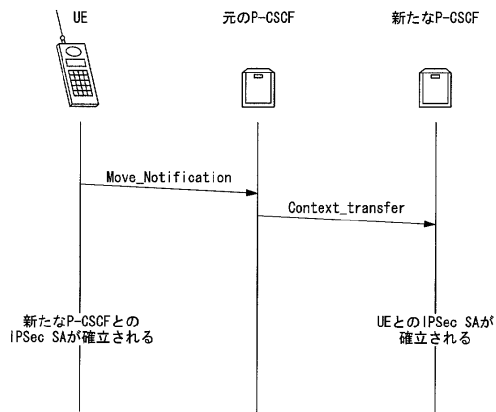 UE
元のP-CSCF
新たなP-CSCF
Move_Notification
Context_transfer
新たなP-CSCFとの
IPSec SAが確立される
UEとのIPSec SAが
確立される